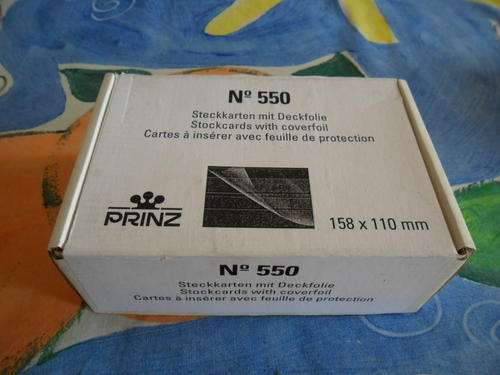 Nº 550
Steckkarten mit Deckfolie
Stockcards with coverfoil
Cartes à insérer avec feuille de protection
PRINZ
158 x 110 mm
Nº 550
Steckkarten mit Deckfolie
Stockcards with coverfoil
Cartes à insérer avec feuille de protection